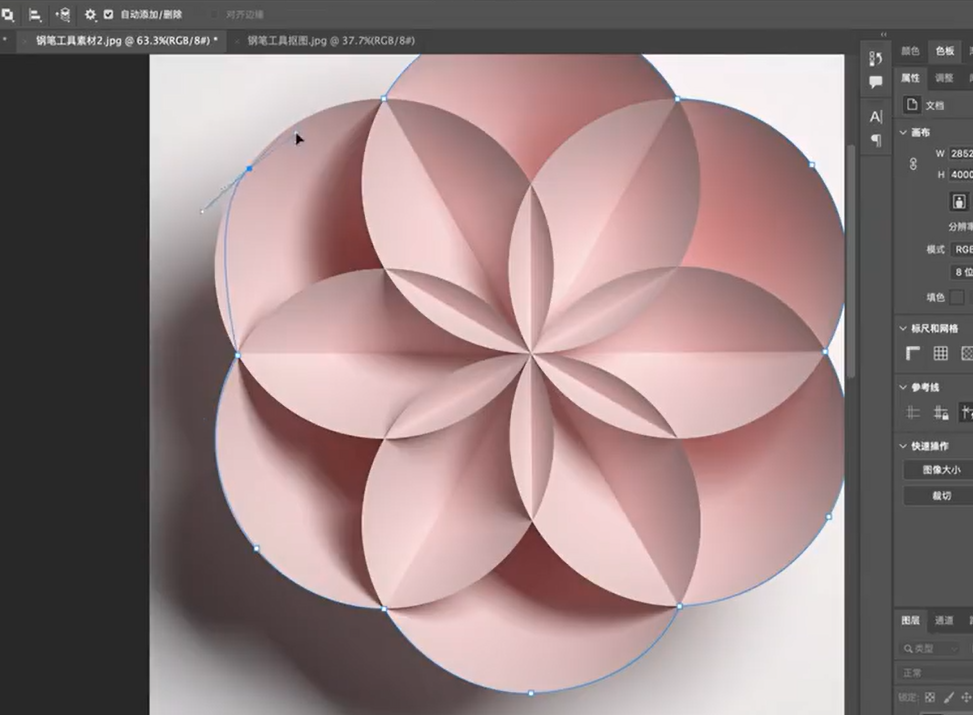 自动添加/删除 对齐边缘
* 钢笔工具素材2.jpg @ 63.3%(RGB/8#) * 钢笔工具抠图.jpg @ 37.7%(RGB/8#)
颜色 色板
属性 调整
文档
画布
W 2852
H 4000
分辨率
模式 RGB
8 位
填色
标尺和网格
参考线
快速操作
图像大小
裁切
图层 通道
类型
正常
锁定: